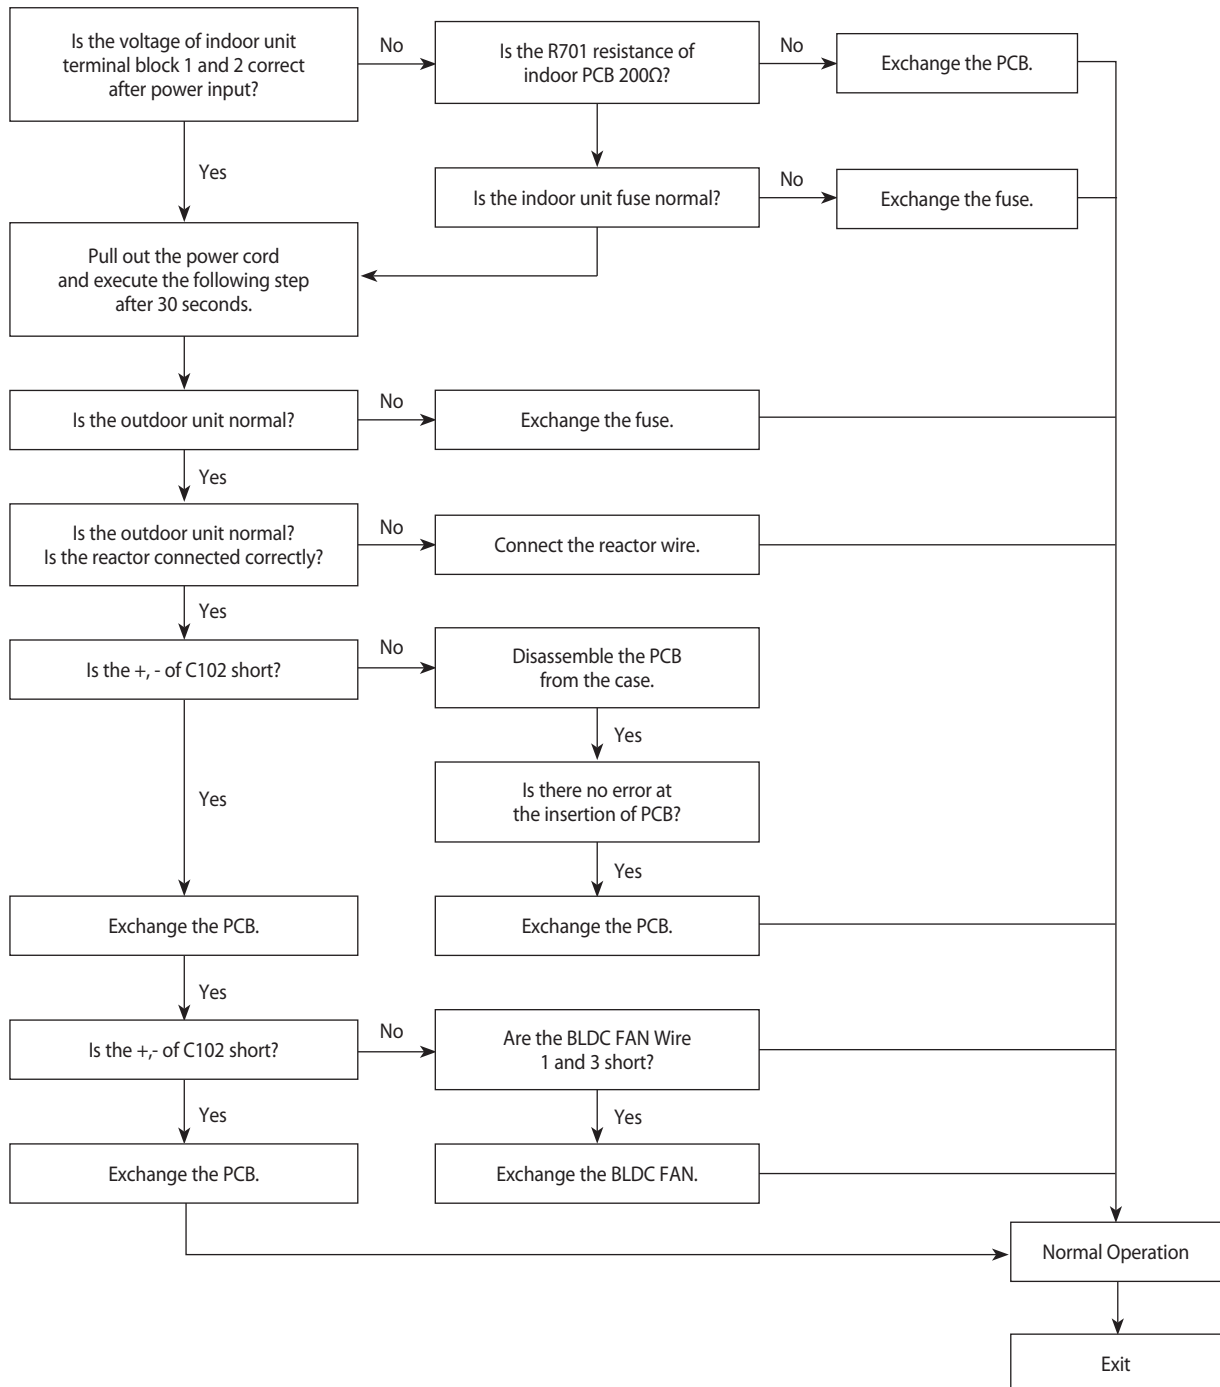 Is the voltage of indoor unit
terminal block 1 and 2 correct
after power input?
No
Is the R701 resistance of
indoor PCB 200Ω?
No
Exchange the PCB.
Yes
Is the indoor unit fuse normal?
No
Exchange the fuse.
Pull out the power cord
and execute the following step
after 30 seconds.
Is the outdoor unit normal?
No
Exchange the fuse.
Yes
Is the outdoor unit normal?
Is the reactor connected correctly?
No
Connect the reactor wire.
Yes
Is the +, - of C102 short?
No
Disassemble the PCB
from the case.
Yes
Is there no error at
the insertion of PCB?
Yes
Yes
Exchange the PCB.
Exchange the PCB.
Yes
Is the +,- of C102 short?
No
Are the BLDC FAN Wire
1 and 3 short?
Yes
Yes
Exchange the PCB.
Exchange the BLDC FAN.
Normal Operation
Exit